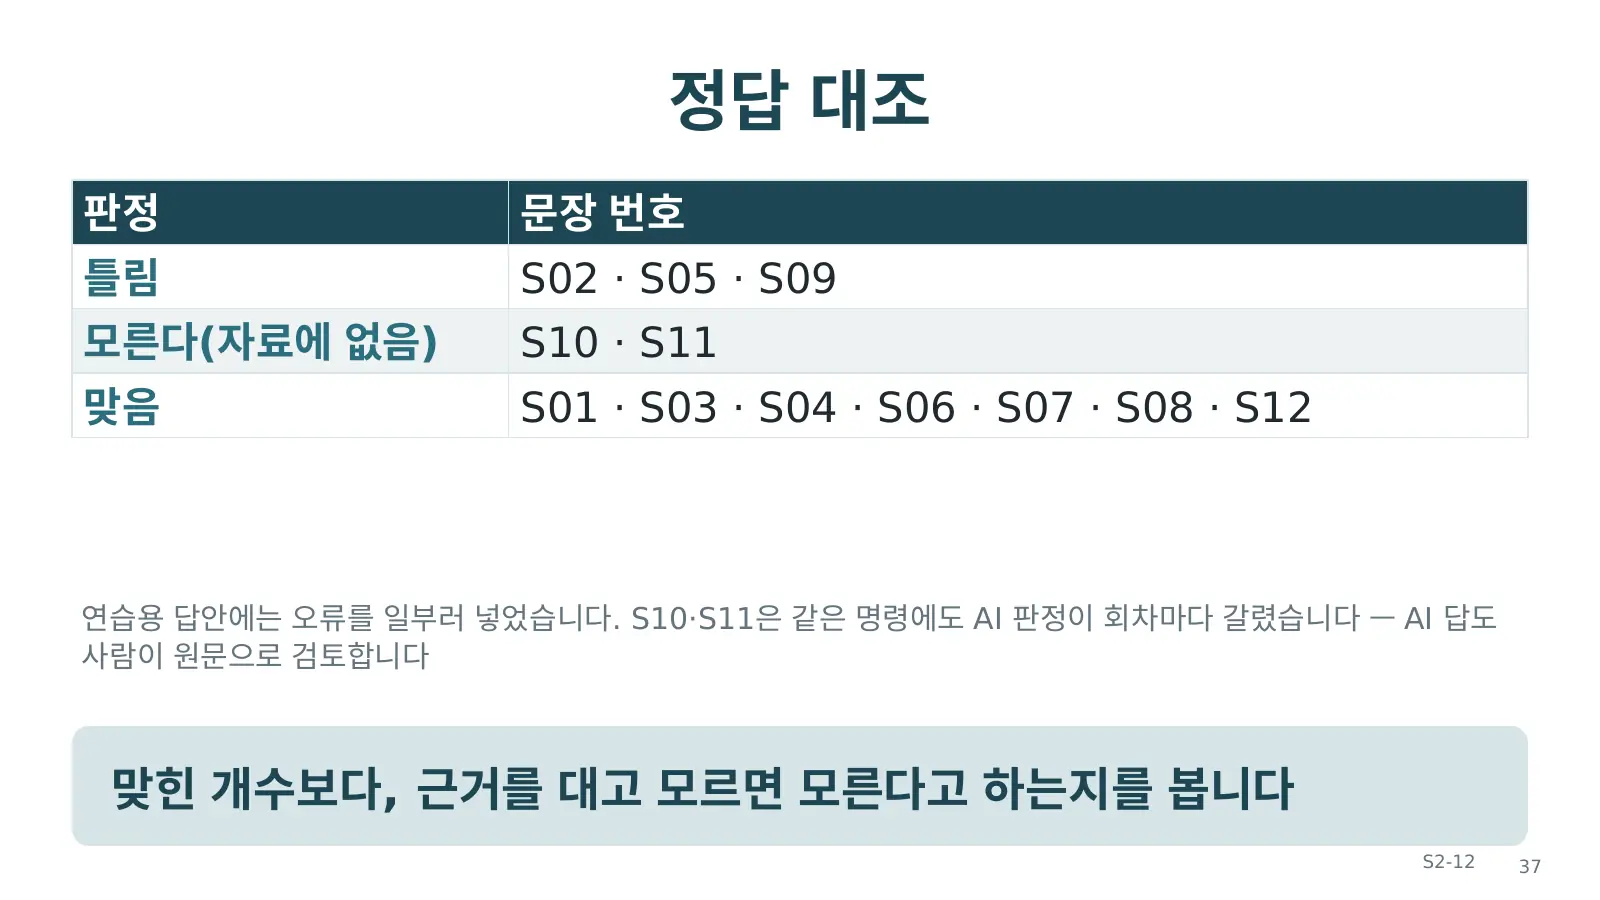 정답 대조
판정 문장 번호
틀림 S02 · S05 · S09
모른다(자료에 없음) S10 · S11
맞음 S01 · S03 · S04 · S06 · S07 · S08 · S12
연습용 답안에는 오류를 일부러 넣었습니다. S10·S11은 같은 명령에도 AI 판정이 회차마다 갈렸습니다 — AI 답도
사람이 원문으로 검토합니다
맞힌 개수보다, 근거를 대고 모르면 모른다고 하는지를 봅니다
S2-12 37